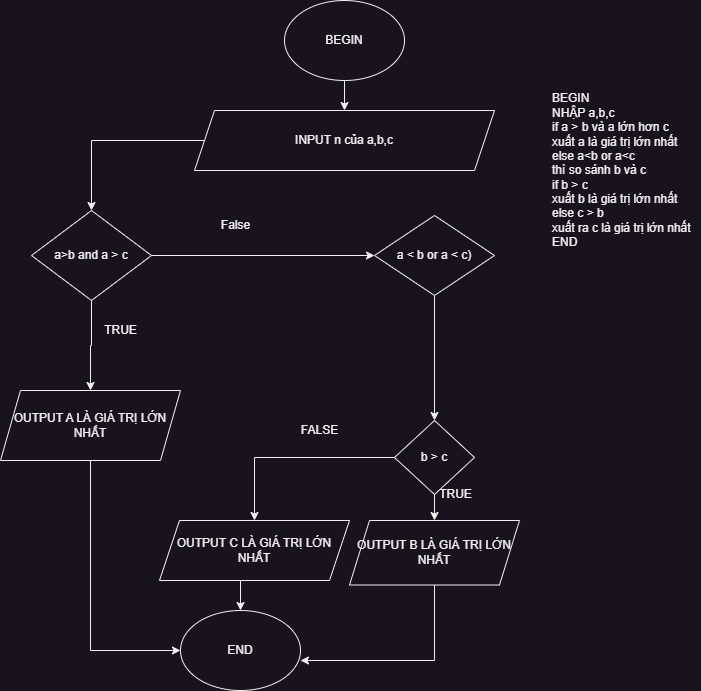 BEGIN
INPUT n của a,b,c
BEGIN
NHẬP a,b,c
if a > b và a lớn hơn c
xuất a là giá trị lớn nhất
else a<b or a<c
thì so sánh b và c
if b > c
xuất b là giá trị lớn nhất
else c > b
xuất ra c là giá trị lớn nhất
END
False
a>b and a > c
a < b or a < c)
TRUE
OUTPUT A LÀ GIÁ TRỊ LỚN
NHẤT
FALSE
b > c
TRUE
OUTPUT C LÀ GIÁ TRỊ LỚN
NHẤT
OUTPUT B LÀ GIÁ TRỊ LỚN
NHẤT
END